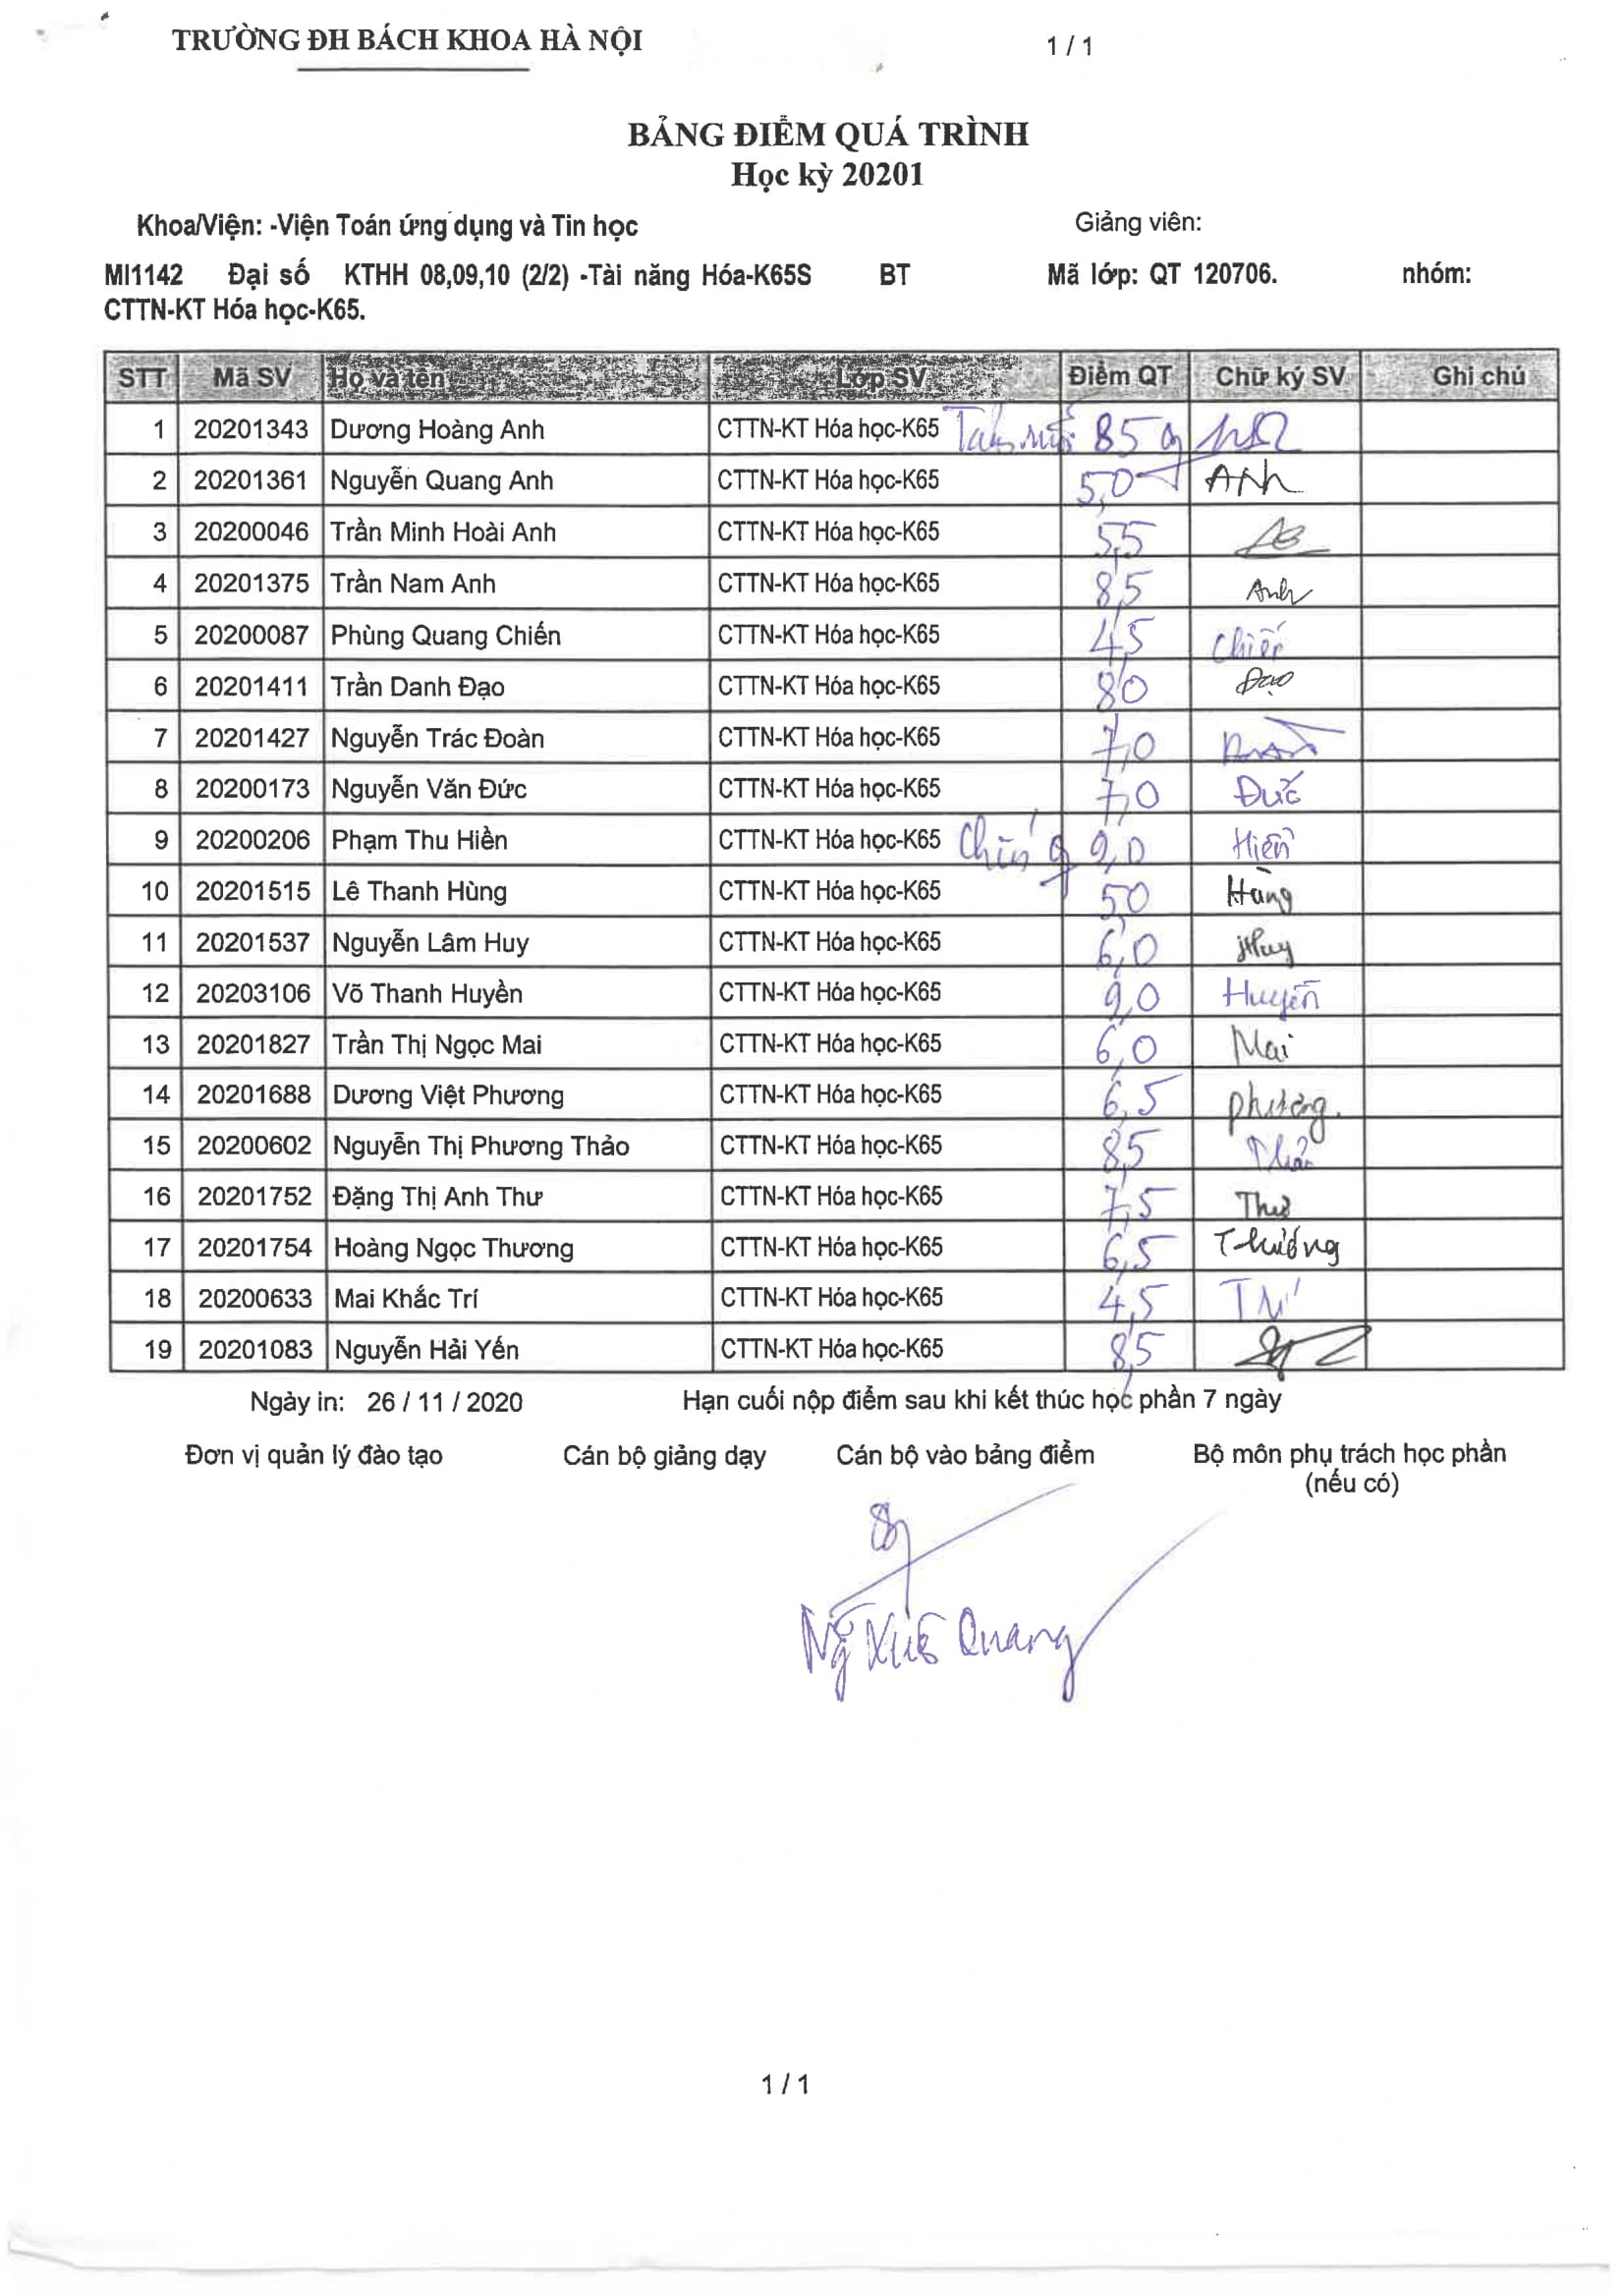 TRƯỜNG ĐH BÁCH KHOA HÀ NỘI 1 / 1
BẢNG ĐIỂM QUÁ TRÌNH
Học kỳ 20201
Khoa/Viện: -Viện Toán ứng dụng và Tin học Giảng viên:
MI1142 Đại số KTHH 08,09,10 (2/2) -Tài năng Hóa-K65S BT Mã lớp: QT 120706. nhóm:
CTTN-KT Hóa học-K65.
STT Mã SV Họ và tên Lớp SV Điểm QT Chữ ký SV Ghi chú
1 20201343 Dương Hoàng Anh CTTN-KT Hóa học-K65 Tám 85
2 20201361 Nguyễn Quang Anh CTTN-KT Hóa học-K65 5,0 Anh
3 20200046 Trần Minh Hoài Anh CTTN-KT Hóa học-K65 5,5
4 20201375 Trần Nam Anh CTTN-KT Hóa học-K65 8,5 Anh
5 20200087 Phùng Quang Chiến CTTN-KT Hóa học-K65 4,5 Chiến
6 20201411 Trần Danh Đạo CTTN-KT Hóa học-K65 8,0 Đạo
7 20201427 Nguyễn Trác Đoàn CTTN-KT Hóa học-K65 7,0
8 20200173 Nguyễn Văn Đức CTTN-KT Hóa học-K65 7,0 Đức
9 20200206 Phạm Thu Hiền CTTN-KT Hóa học-K65 Chín 9,0 Hiền
10 20201515 Lê Thanh Hùng CTTN-KT Hóa học-K65 5,0 Hùng
11 20201537 Nguyễn Lâm Huy CTTN-KT Hóa học-K65 6,0 Huy
12 20203106 Võ Thanh Huyền CTTN-KT Hóa học-K65 9,0 Huyền
13 20201827 Trần Thị Ngọc Mai CTTN-KT Hóa học-K65 6,0 Mai
14 20201688 Dương Việt Phương CTTN-KT Hóa học-K65 6,5 Phương
15 20200602 Nguyễn Thị Phương Thảo CTTN-KT Hóa học-K65 8,5 Thảo
16 20201752 Đặng Thị Anh Thư CTTN-KT Hóa học-K65 7,5 Thư
17 20201754 Hoàng Ngọc Thương CTTN-KT Hóa học-K65 6,5 Thương
18 20200633 Mai Khắc Trí CTTN-KT Hóa học-K65 4,5 Trí
19 20201083 Nguyễn Hải Yến CTTN-KT Hóa học-K65 8,5
Ngày in: 26 / 11 / 2020 Hạn cuối nộp điểm sau khi kết thúc học phần 7 ngày
Đơn vị quản lý đào tạo Cán bộ giảng dạy Cán bộ vào bảng điểm Bộ môn phụ trách học phần
(nếu có)
Quang
1 / 1